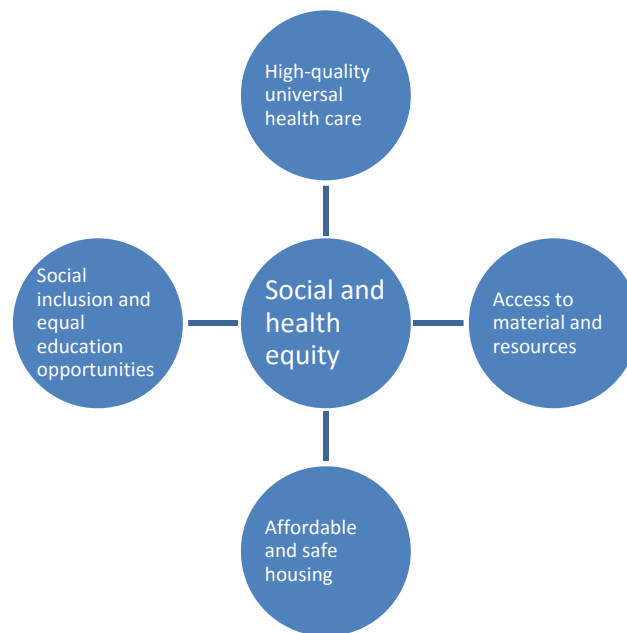 High-quality
universal
health care
Social
inclusion and
equal
education
opportunities
Social and
health
equity
Access to
material and
resources
Affordable
and safe
housing